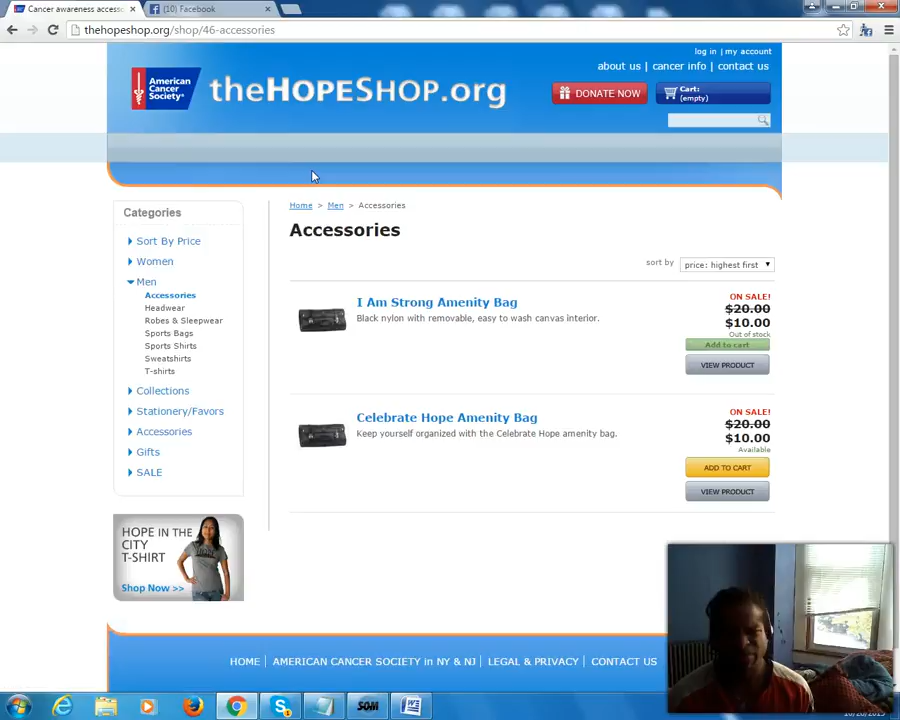 Cancer awareness access
(10) Facebook
thehopeshop.org/shop/46-accessories
log in | my account
about us | cancer info | contact us
American
Cancer
Society
theHOPESHOP.org
DONATE NOW
Cart:
(empty)
Home > Men > Accessories
Categories
Sort By Price
Women
Men
Accessories
Headwear
Robes & Sleepwear
Sports Bags
Sports Shirts
Sweatshirts
T-shirts
Collections
Stationery/Favors
Accessories
Gifts
SALE
HOPE IN THE
CITY
T-SHIRT
Shop Now >>
Accessories
sort by price: highest first
I Am Strong Amenity Bag
Black nylon with removable, easy to wash canvas interior.
ON SALE!
$20.00
$10.00
Out of stock
Add to cart
VIEW PRODUCT
Celebrate Hope Amenity Bag
Keep yourself organized with the Celebrate Hope amenity bag.
ON SALE!
$20.00
$10.00
Available
ADD TO CART
VIEW PRODUCT
HOME | AMERICAN CANCER SOCIETY in NY & NJ | LEGAL & PRIVACY | CONTACT US
SOM